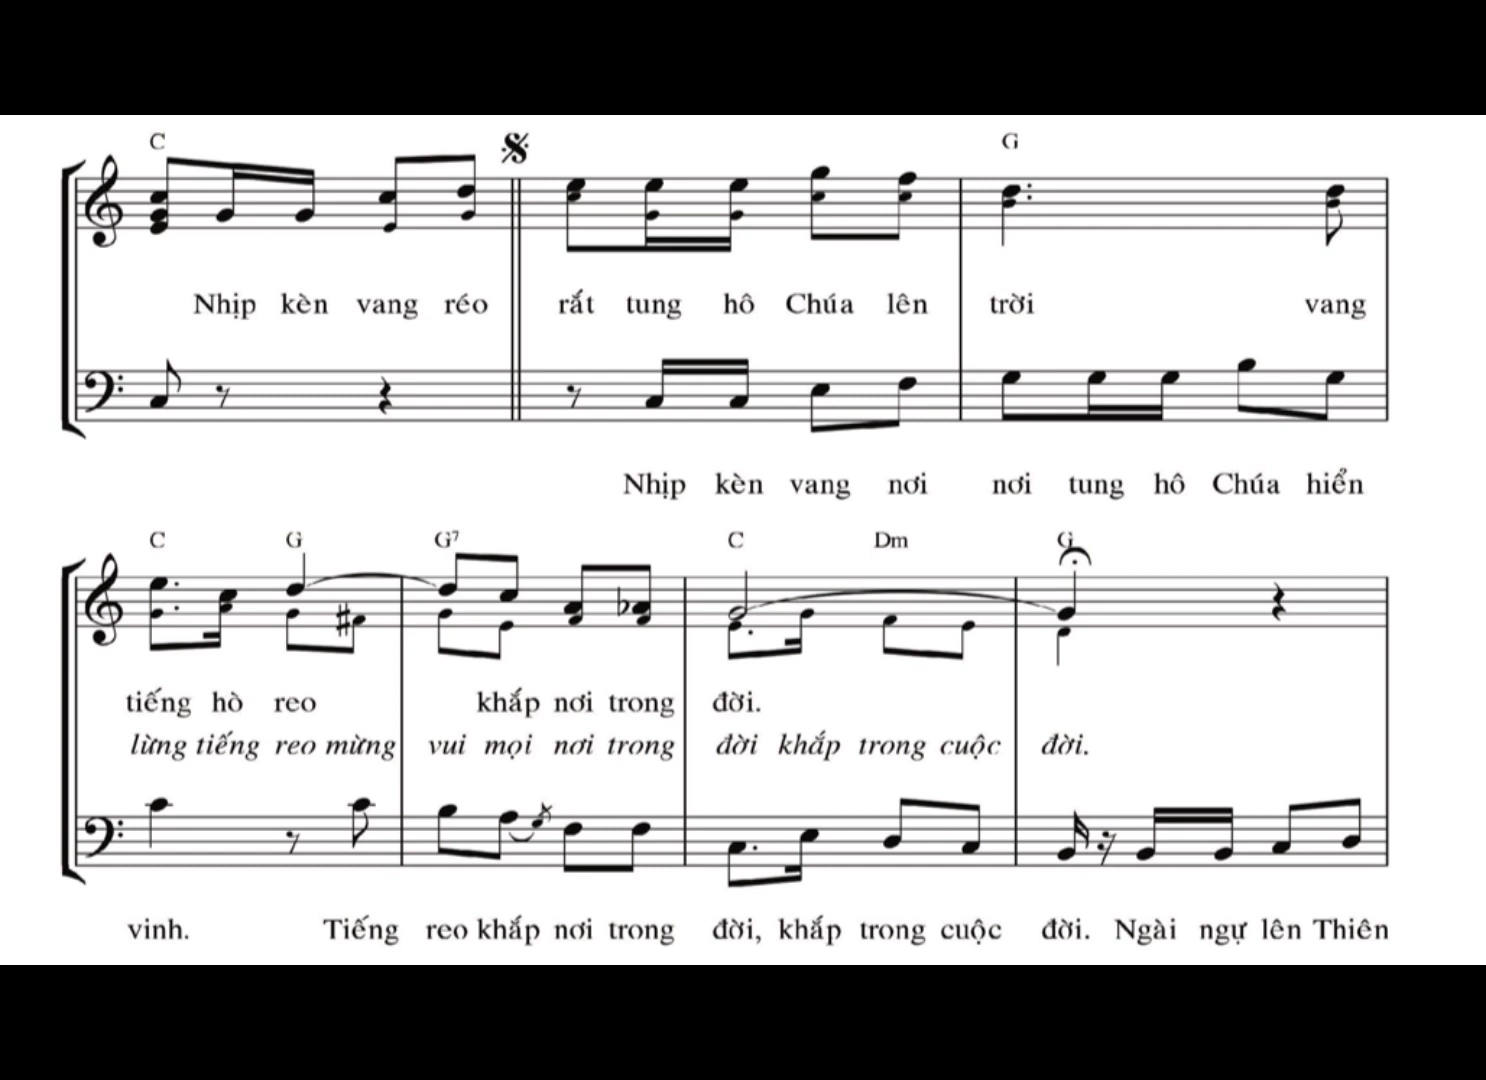 C G
Nhịp kèn vang réo rắt tung hô Chúa lên trời vang
Nhịp kèn vang nơi nơi tung hô Chúa hiển
C G G7 C Dm G
tiếng hò reo khắp nơi trong đời.
lừng tiếng reo mừng vui mọi nơi trong đời khắp trong cuộc đời.
vinh. Tiếng reo khắp nơi trong đời, khắp trong cuộc đời. Ngài ngự lên Thiên